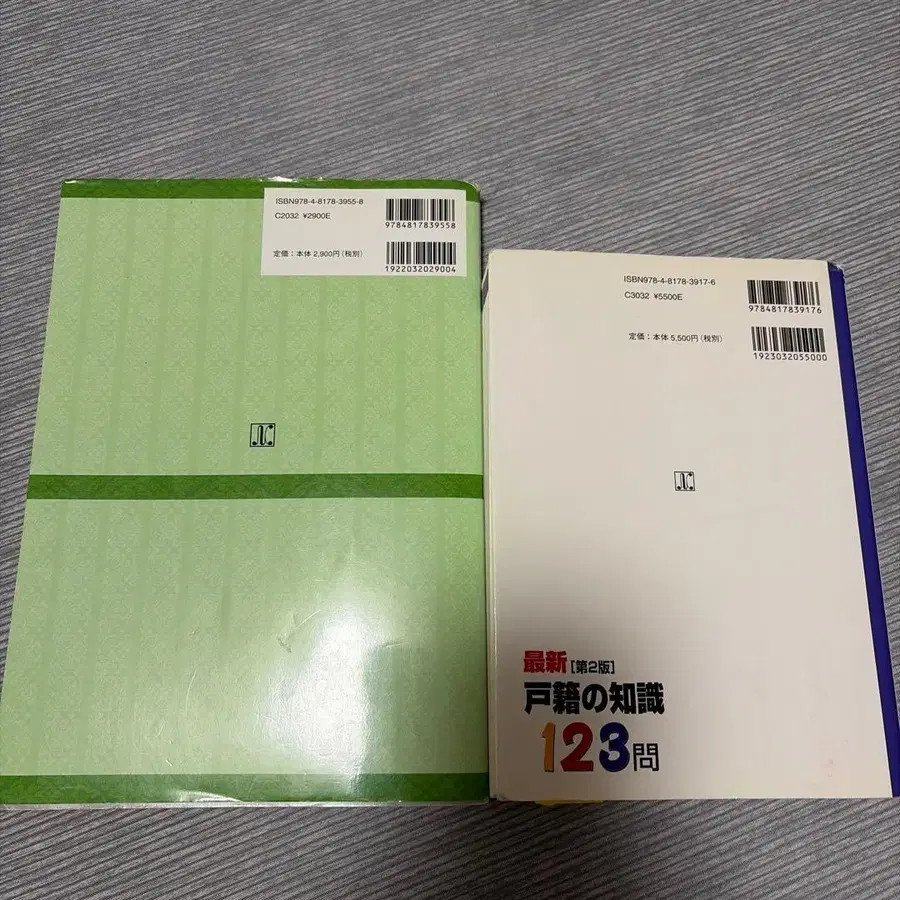 ISBN978-4-8178-3955-8
C2032 ¥2900E
定価：本体 2,900円(税別)
9784817839558
1922032029004
ISBN978-4-8178-3917-6
C3032 ¥5500E
定価：本体 5,500円(税別)
9784817839176
1923032055000
最新[第2版]
戸籍の知識
123問